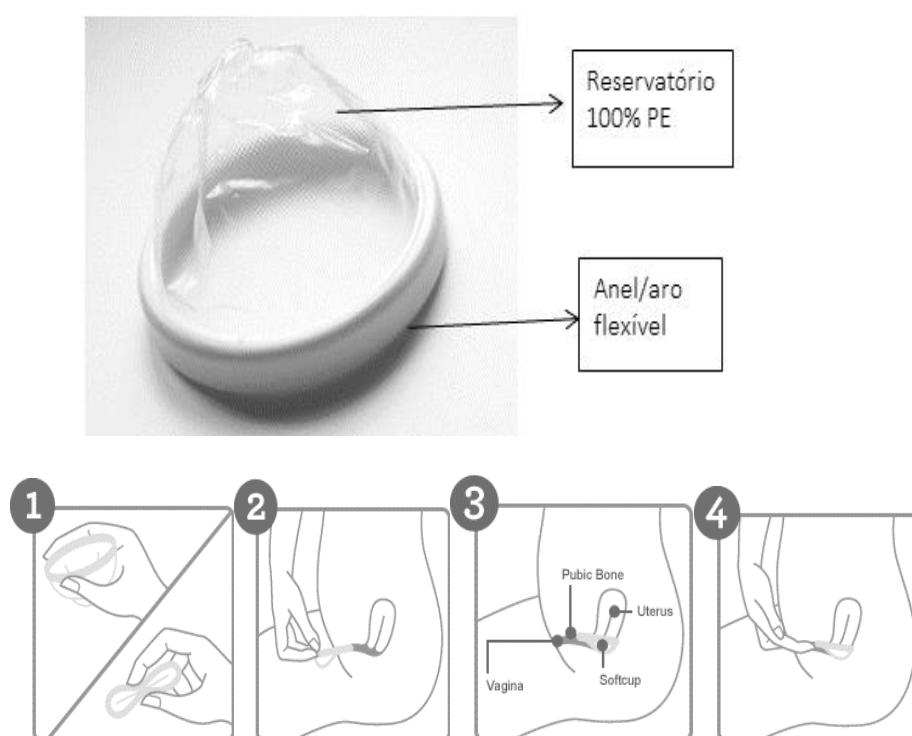 Reservatório
100% PE
Anel/aro
flexível
1
2
3
4
Pubic Bone
Uterus
Vagina
Softcup